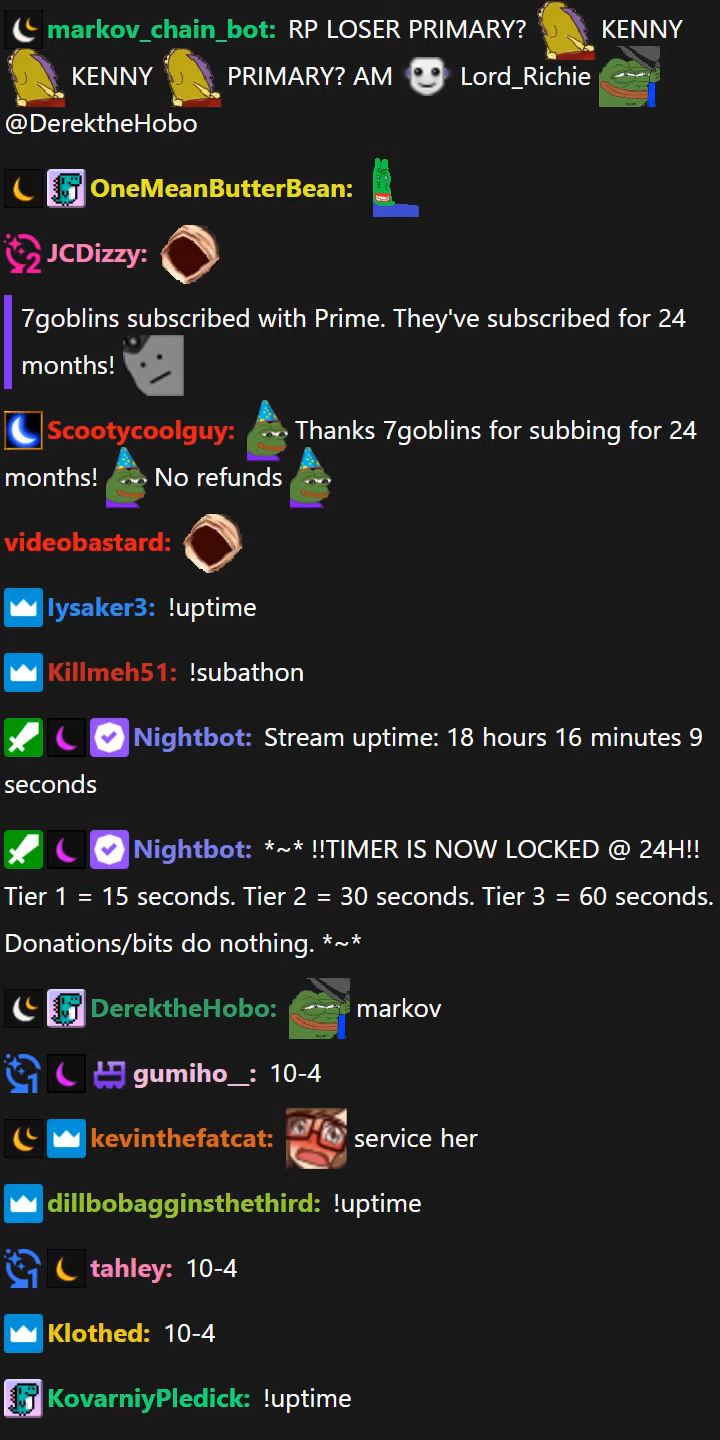 markov_chain_bot: RP LOSER PRIMARY? KENNY
KENNY PRIMARY? AM Lord_Richie
@DerektheHobo
OneMeanButterBean:
2 JCDizzy:
7goblins subscribed with Prime. They've subscribed for 24
months!
Scootycoolguy: Thanks 7goblins for subbing for 24
months! No refunds
videobastard:
lysaker3: !uptime
Killmeh51: !subathon
Nightbot: Stream uptime: 18 hours 16 minutes 9
seconds
Nightbot: *~* !!TIMER IS NOW LOCKED @ 24H!!
Tier 1 = 15 seconds. Tier 2 = 30 seconds. Tier 3 = 60 seconds.
Donations/bits do nothing. *~*
DerektheHobo: markov
1 gumiho__: 10-4
kevinthefatcat: service her
dillbobagginsthethird: !uptime
1 tahley: 10-4
Klothed: 10-4
KovarniyPledick: !uptime